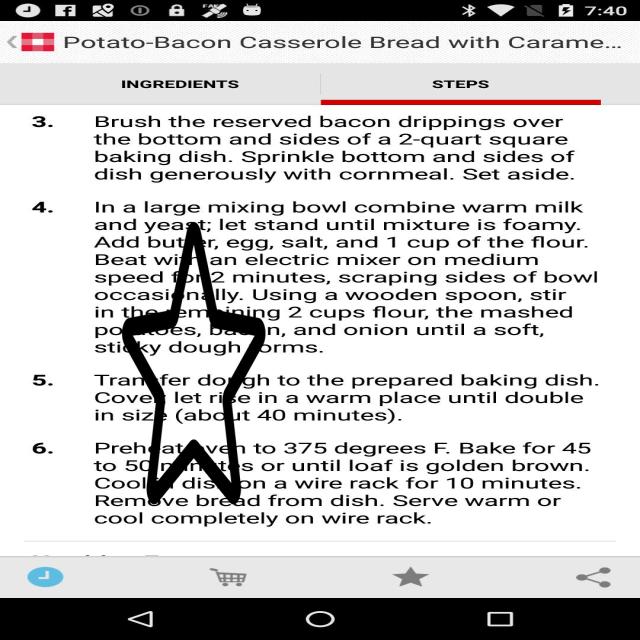 7:40
Potato-Bacon Casserole Bread with Carame...
INGREDIENTS
STEPS
3. Brush the reserved bacon drippings over
the bottom and sides of a 2-quart square
baking dish. Sprinkle bottom and sides of
dish generously with cornmeal. Set aside.
4. In a large mixing bowl combine warm milk
and yeast; let stand until mixture is foamy.
Add butter, egg, salt, and 1 cup of the flour.
Beat with an electric mixer on medium
speed for 2 minutes, scraping sides of bowl
occasionally. Using a wooden spoon, stir
in the remaining 2 cups flour, the mashed
potatoes, bacon, and onion until a soft,
sticky dough forms.
5. Transfer dough to the prepared baking dish.
Cover; let rise in a warm place until double
in size (about 40 minutes).
6. Preheat oven to 375 degrees F. Bake for 45
to 50 minutes or until loaf is golden brown.
Cool in dish on a wire rack for 10 minutes.
Remove bread from dish. Serve warm or
cool completely on wire rack.